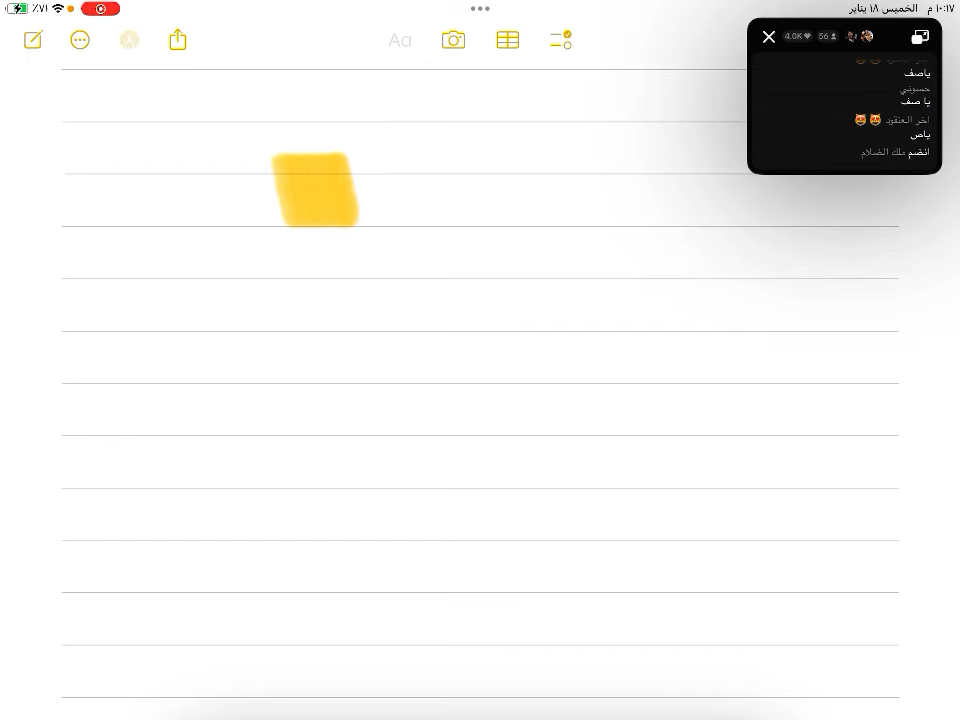 ١٠:١٧ م الخميس ١٨ يناير
٪٧١
Aa
4.0K 56
ياصف
حسوني
يا صف
اخر العنقود
ياص
ملك الضلام انضم